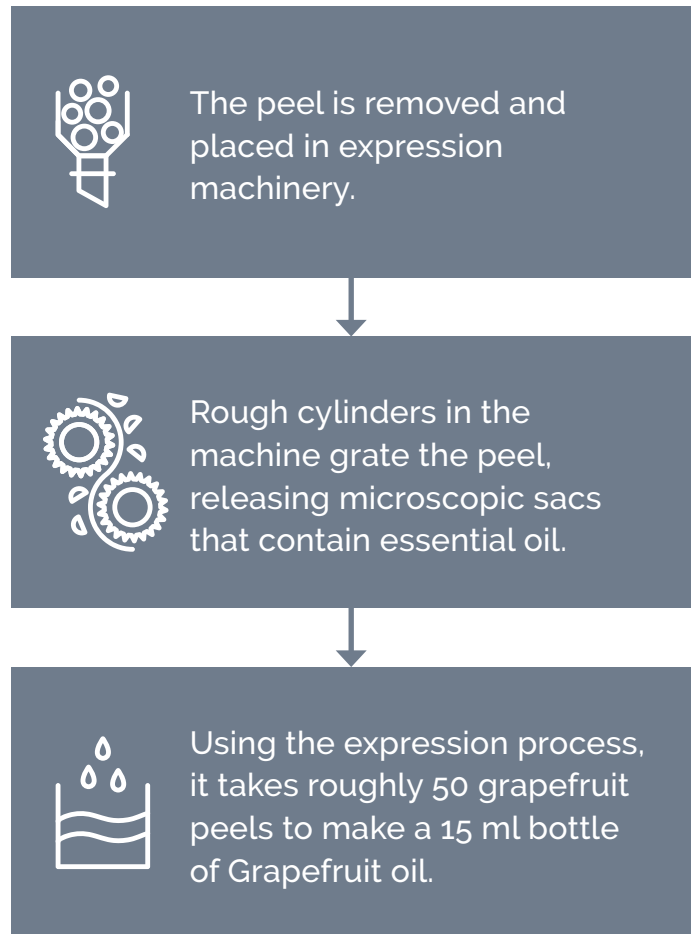 The peel is removed and
placed in expression
machinery.
Rough cylinders in the
machine grate the peel,
releasing microscopic sacs
that contain essential oil.
Using the expression process,
it takes roughly 50 grapefruit
peels to make a 15 ml bottle
of Grapefruit oil.